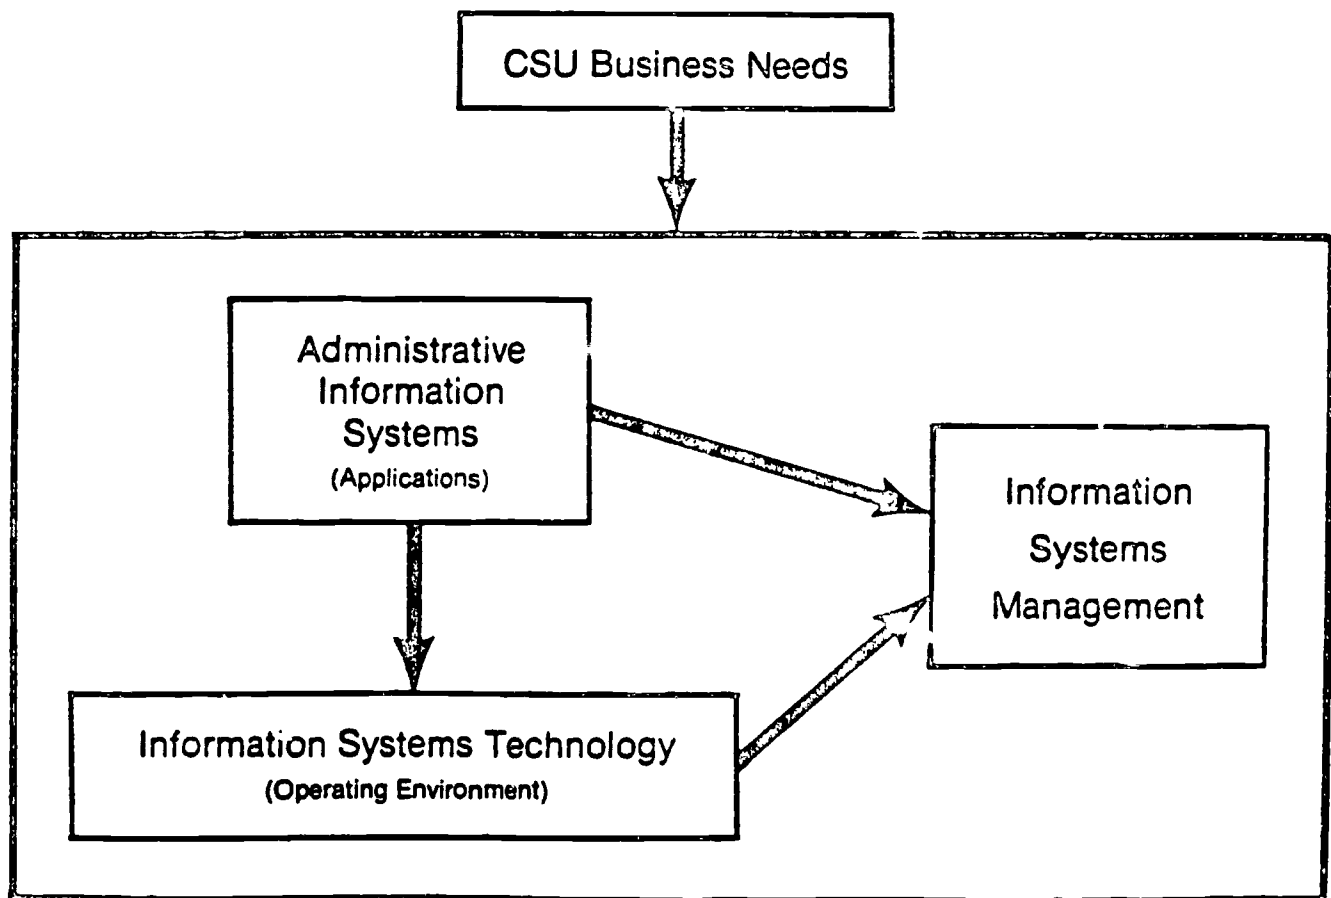 CSU Business Needs
Administrative
Information
Systems
(Applications)
Information
Systems
Management
Information Systems Technology
(Operating Environment)